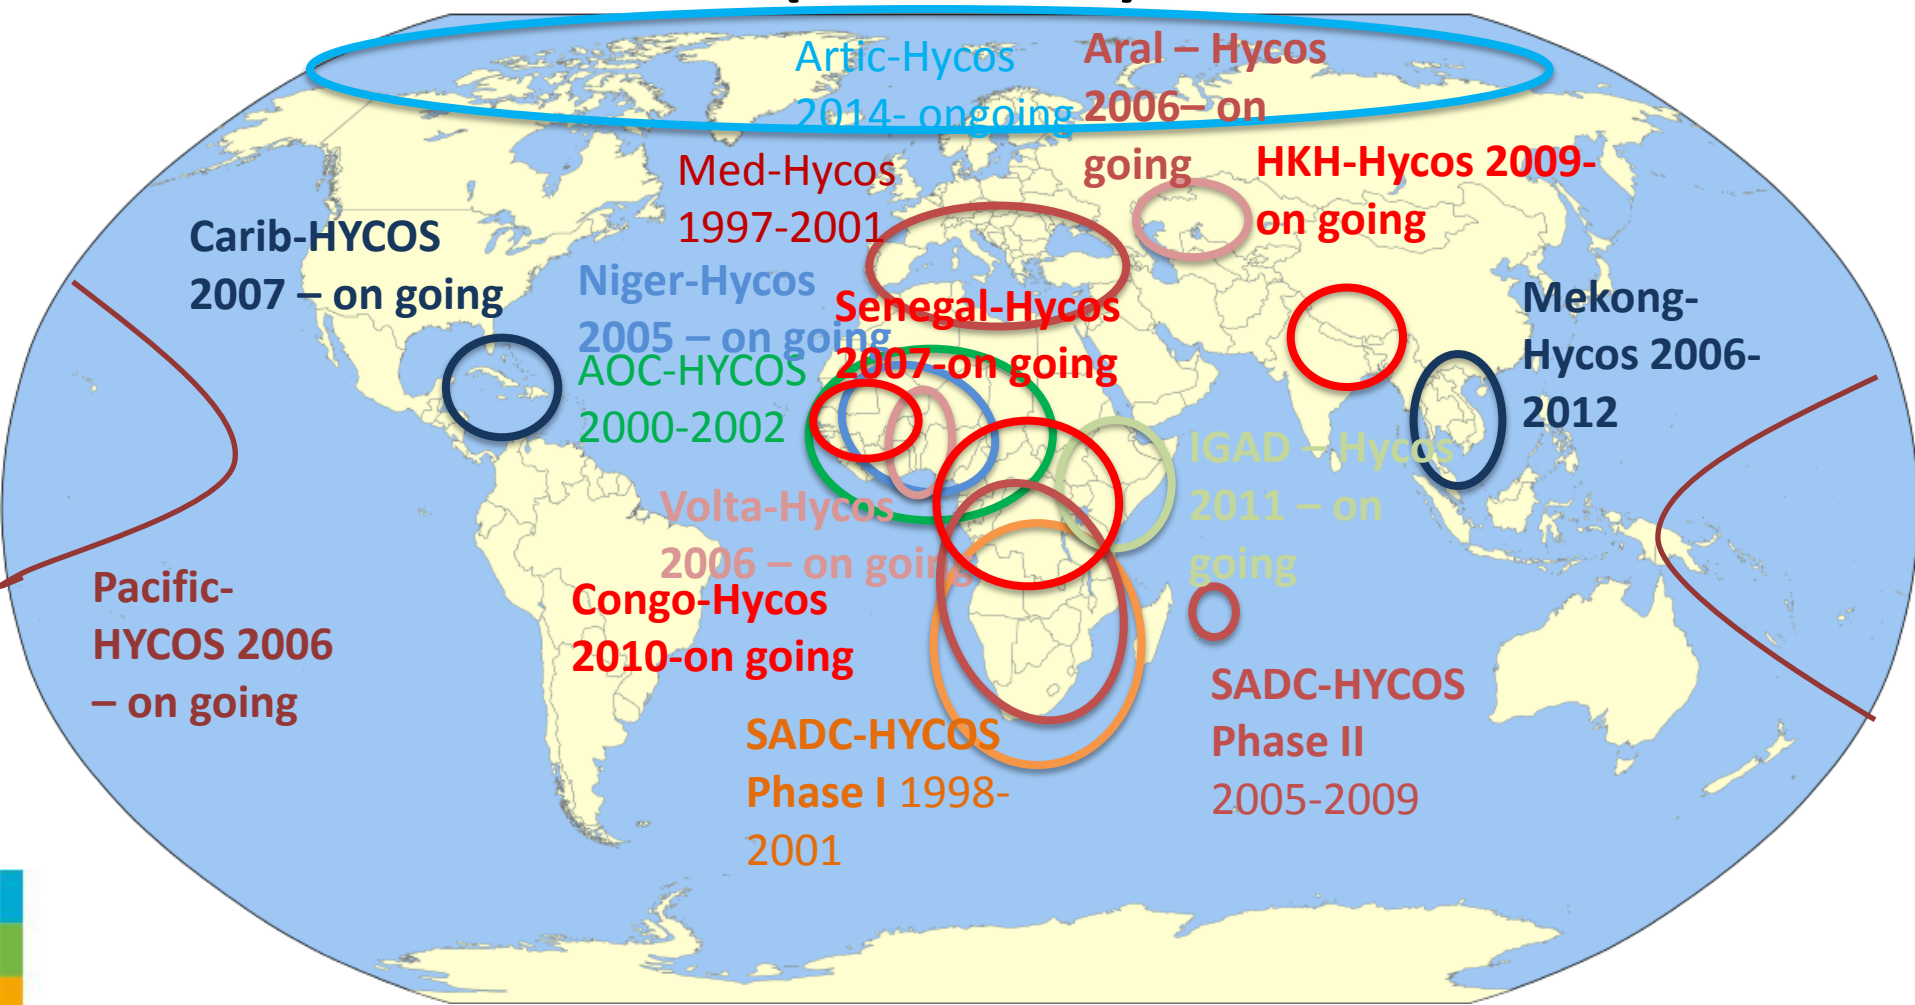 Artic-Hycos
2014- ongoing
Aral – Hycos
2006– on
going
Med-Hycos
1997-2001
HKH-Hycos 2009-
on going
Carib-HYCOS
2007 – on going
Niger-Hycos
2005 – on going
Senegal-Hycos
2007-on going
AOC-HYCOS
2000-2002
Mekong-
Hycos 2006-
2012
IGAD – Hycos
2011 – on
going
Volta-Hycos
2006 – on going
Pacific-
HYCOS 2006
– on going
Congo-Hycos
2010-on going
SADC-HYCOS
Phase I 1998-
2001
SADC-HYCOS
Phase II
2005-2009